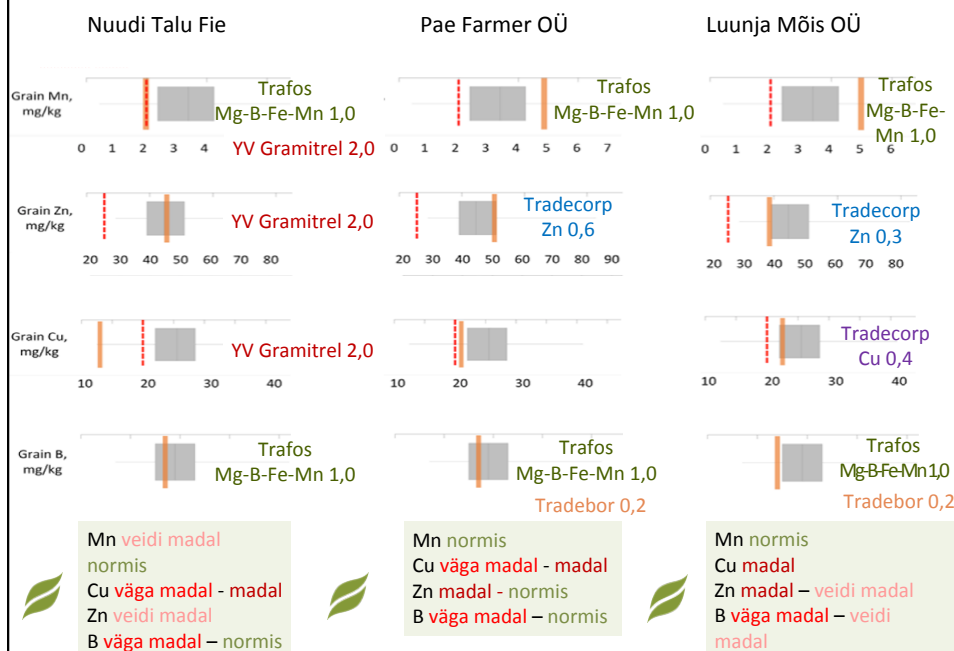 Nuudi Talu Fie
Pae Farmer OÜ
Luunja Mõis OÜ
Grain Mn,
mg/kg
Trafos
Mg-B-Fe-Mn 1,0
0 1 2 3 4
YV Gramitrel 2,0
Trafos
Mg-B-Fe-Mn 1,0
0 1 2 3 4 5 6 7
Trafos
Mg-B-Fe-
Mn 1,0
0 1 2 3 4 5 6
Grain Zn,
mg/kg
YV Gramitrel 2,0
20 30 40 50 60 70 80
Tradecorp
Zn 0,6
20 30 40 50 60 70 80 90
Tradecorp
Zn 0,3
20 30 40 50 60 70 80
Grain Cu,
mg/kg
YV Gramitrel 2,0
10 20 30 40
10 20 30 40
Tradecorp
Cu 0,4
10 20 30 40
Grain B,
mg/kg
Trafos
Mg-B-Fe-Mn 1,0
Trafos
Mg-B-Fe-Mn 1,0
Tradebor 0,2
Trafos
Mg-B-Fe-Mn1,0
Tradebor 0,2
Mn veidi madal
normis
Cu väga madal - madal
Zn veidi madal
B väga madal – normis
Mn normis
Cu väga madal - madal
Zn madal - normis
B väga madal – normis
Mn normis
Cu madal
Zn madal – veidi madal
B väga madal – veidi
madal